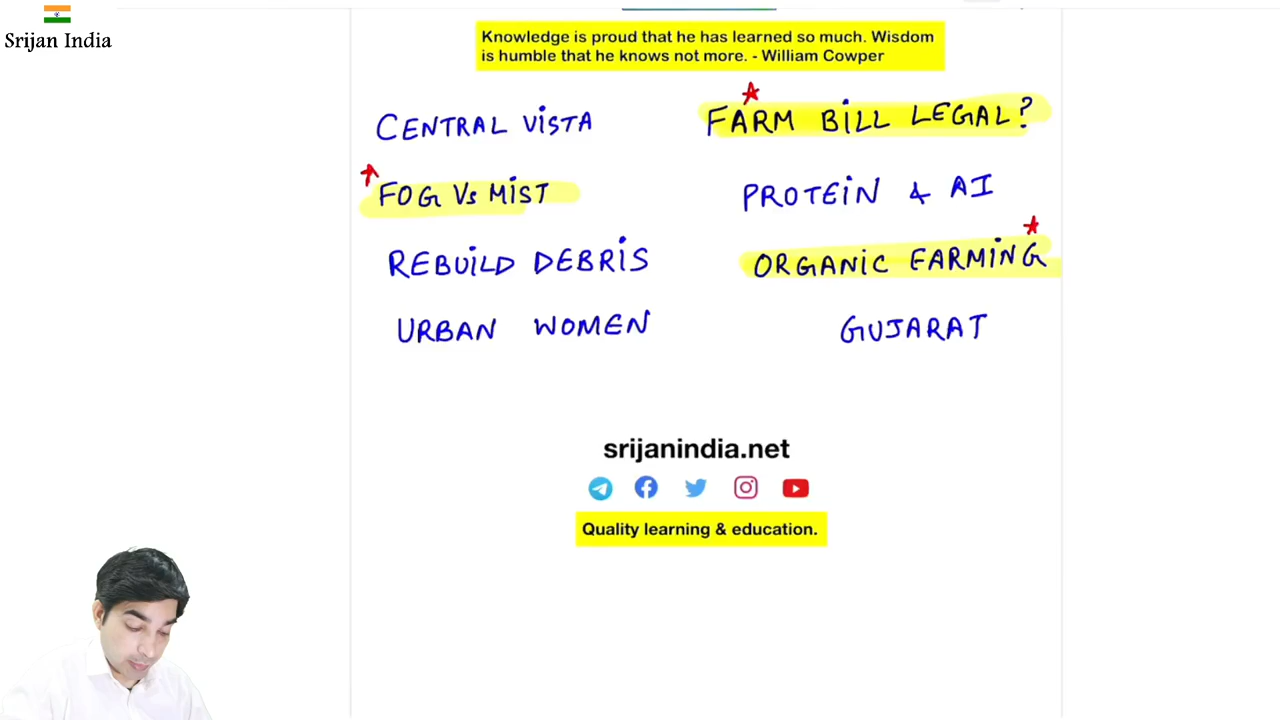 Srijan India
Knowledge is proud that he has learned so much. Wisdom
is humble that he knows not more. - William Cowper
CENTRAL VISTA
FARM BILL LEGAL?
FOG Vs MIST
PROTEIN & AI
REBUILD DEBRIS
ORGANIC FARMING
URBAN WOMEN
GUJARAT
srijanindia.net
Quality learning & education.